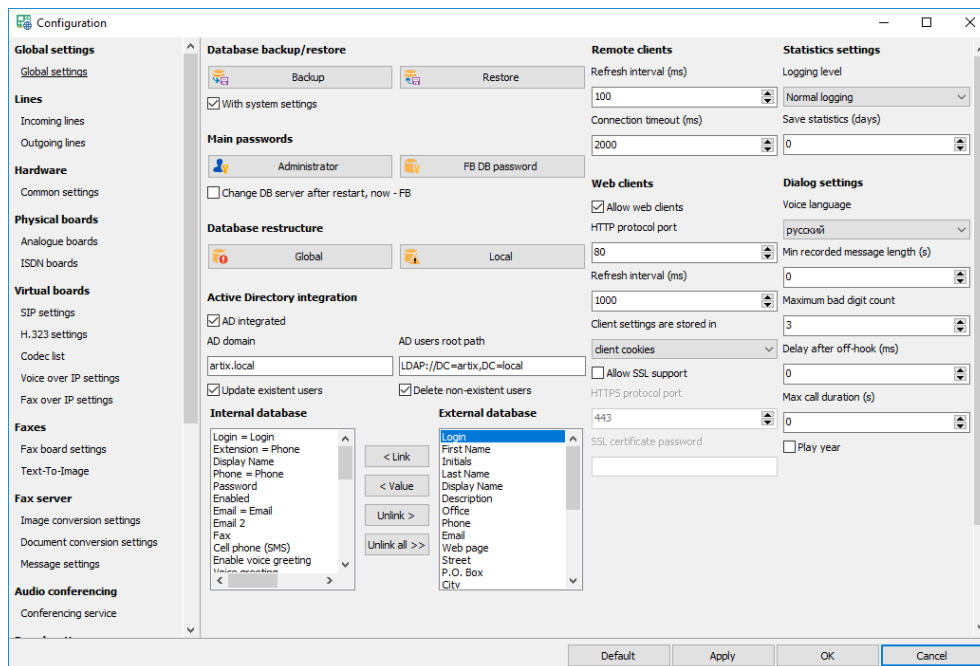 Configuration
Global settings
Global settings
Lines
Incoming lines
Outgoing lines
Hardware
Common settings
Physical boards
Analogue boards
ISDN boards
Virtual boards
SIP settings
H.323 settings
Codec list
Voice over IP settings
Fax over IP settings
Faxes
Fax board settings
Text-To-Image
Fax server
Image conversion settings
Document conversion settings
Message settings
Audio conferencing
Conferencing service
Database backup/restore
Backup
Restore
With system settings
Main passwords
Administrator
FB DB password
Change DB server after restart, now - FB
Database restructure
Global
Local
Active Directory integration
AD integrated
AD domain
AD users root path
artix.local
LDAP://DC=artix,DC=local
Update existent users
Delete non-existent users
Internal database
Login = Login
Extension = Phone
Display Name
Phone = Phone
Password
Enabled
Email = Email
Email 2
Fax
Cell phone (SMS)
Enable voice greeting
Voice greeting
< Link
< Value
Unlink >
Unlink all >>
External database
Login
First Name
Initials
Last Name
Display Name
Description
Office
Phone
Email
Web page
Street
P.O. Box
City
Remote clients
Refresh interval (ms)
100
Connection timeout (ms)
2000
Web clients
Allow web clients
HTTP protocol port
80
Refresh interval (ms)
1000
Client settings are stored in
client cookies
Allow SSL support
HTTPS protocol port
443
SSL certificate password
Statistics settings
Logging level
Normal logging
Save statistics (days)
0
Dialog settings
Voice language
русский
Min recorded message length (s)
0
Maximum bad digit count
3
Delay after off-hook (ms)
0
Max call duration (s)
0
Play year
Default
Apply
OK
Cancel